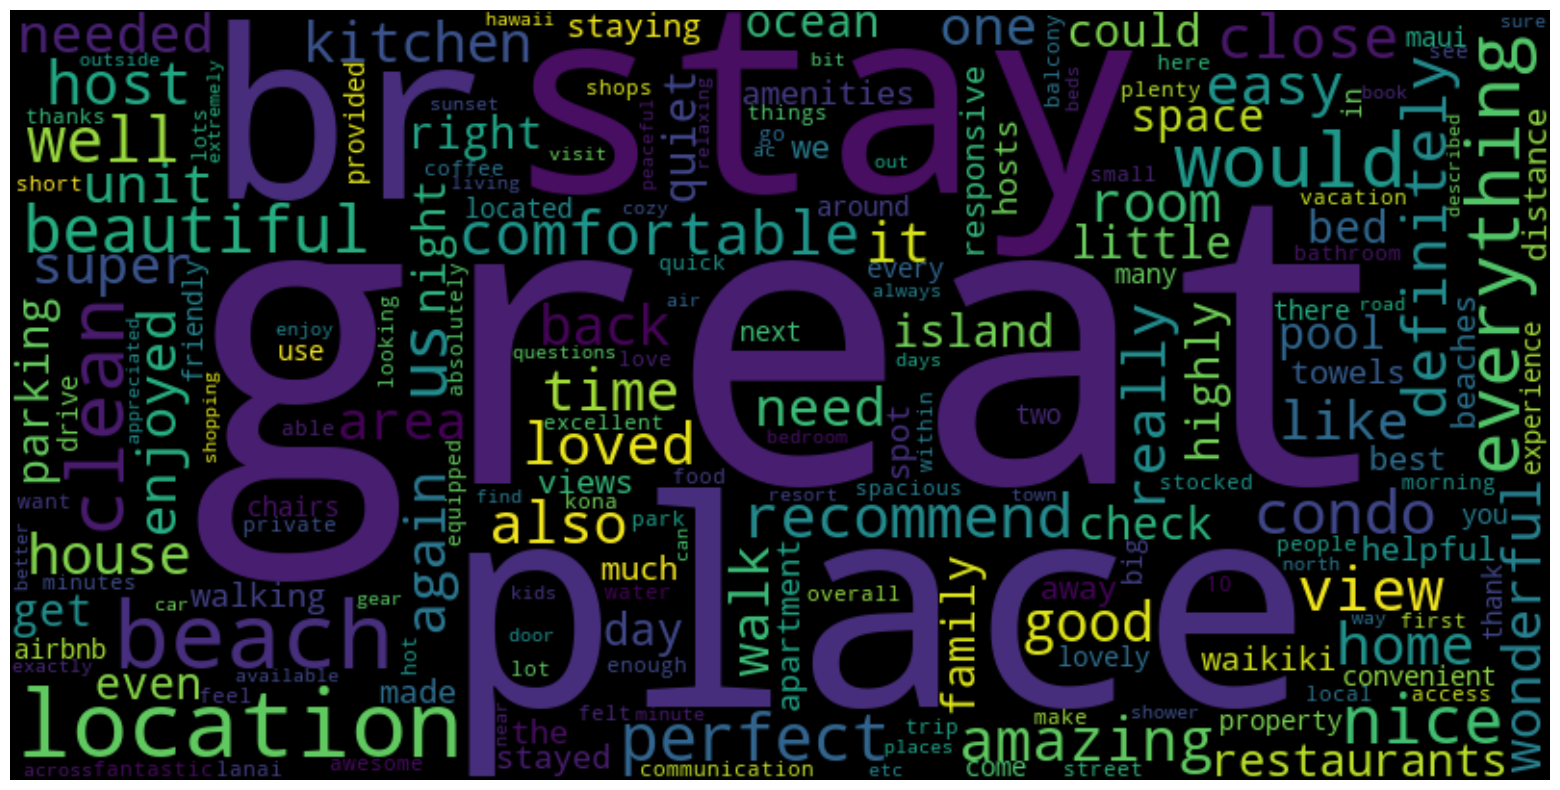 needed
outside
host
thanks
well
short
unit
beautiful
super
lots
extremely
hawaii
staying
kitchen
provided
sunset
right
coffee
living
br
stay
shops
visit
peaceful
quiet
relaxing
ocean
bit
amenities
things
go
ac
we
out
one
responsive
hosts
could
balcony
beds
here
plenty
space
small
would
close
easy
in
book
maui
see
sure
definitely
described
everything
distance
located
cozy
comfortable
around
it
room
little
vacation
bed
bathroom
night
us
quick
every
always
air
many
there
road
pool
friendly
parking
drive
clean
appreciated
enjoyed
shopping
great
enjoy
use
looking
absolutely
able
area
back
questions
love
next
island
days
time
need
loved
excellent
bedroom
spot
within
two
really
highly
towels
like
beaches
experience
best
want
chairs
private
again
equipped
views
find
kona
food
resort
spacious
town
stocked
morning
also
park
can
recommend
check
condo
you
house
better
minutes
walking
get
car
gear
much
kids
water
walk
apartment
overall
family
away
big
10
people
north
helpful
view
thank
wonderful
way
first
airbnb
exactly
beach
available
hot
place
door
lot
day
enough
good
lovely
waikiki
home
convenient
local
access
even
feel
made
location
near
the
stayed
felt
minute
perfect
trip
places
make
shower
property
nice
amazing
come
street
restaurants
across
fantastic
lanai
awesome
communication
etc